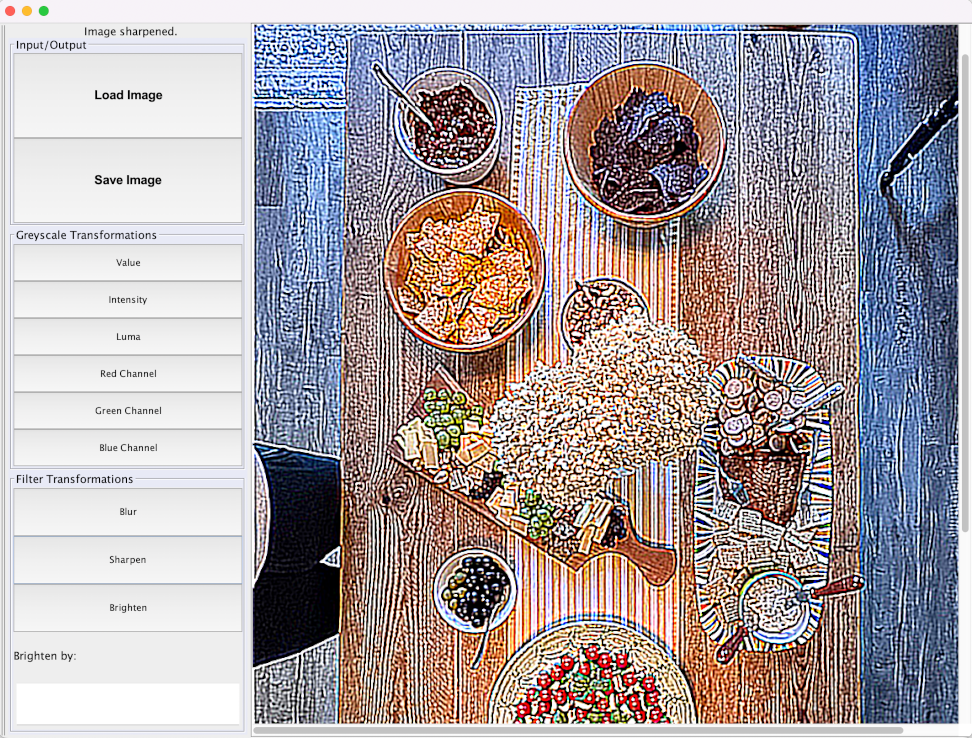 Image sharpened.
Input/Output
Load Image
Save Image
Greyscale Transformations
Value
Intensity
Luma
Red Channel
Green Channel
Blue Channel
Filter Transformations
Blur
Sharpen
Brighten
Brighten by: